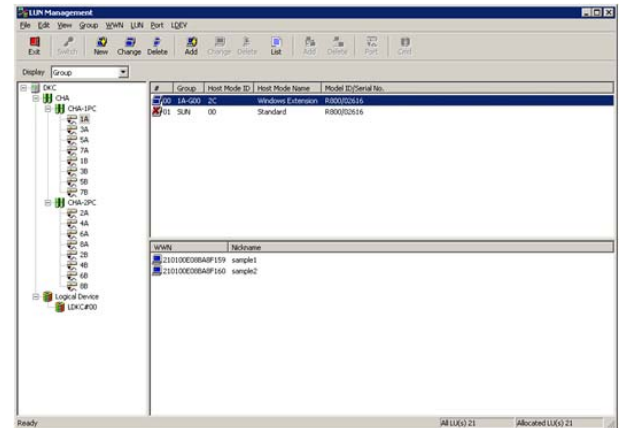 LUN Management
File Edit View Group WWN LUN Port LDEV
Exit Switch New Change Delete Add Change Delete List Add Delete Port Cmd
Display Group
DKC
CHA
CHA-1PC
1A
3A
5A
7A
1B
3B
5B
7B
CHA-2PC
2A
4A
6A
8A
2B
4B
6B
8B
Logical Device
LDKC#00
# Group Host Mode ID Host Mode Name Model ID/Serial No.
00 1A-G00 2C Windows Extension R800/02616
01 SUN 00 Standard R800/02616
WWN Nickname
210100E08BA8F159 sample1
210100E08BA8F160 sample2
Ready All LU(s) 21 Allocated LU(s) 21